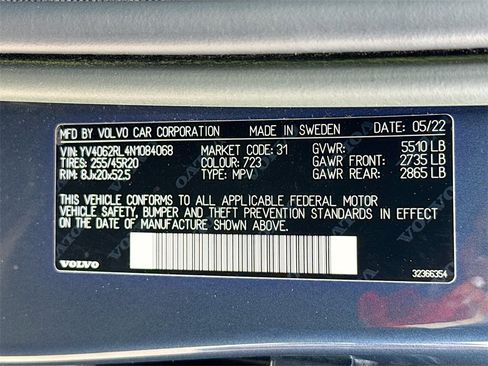 MFD. BY VOLVO CAR CORPORATION MADE IN SWEDEN DATE: 05/22
VIN: YV4062RL4N1084068 MARKET CODE: 31 GVWR: 5510 LB
TIRES: 255/45R20 COLOUR: 723 GAWR FRONT: 2735 LB
RIM: 8Jx20x52.5 TYPE: MPV GAWR REAR: 2865 LB
THIS VEHICLE CONFORMS TO ALL APPLICABLE FEDERAL MOTOR
VEHICLE SAFETY, BUMPER AND THEFT PREVENTION STANDARDS IN EFFECT
ON THE DATE OF MANUFACTURE SHOWN ABOVE.
VOLVO 32366354